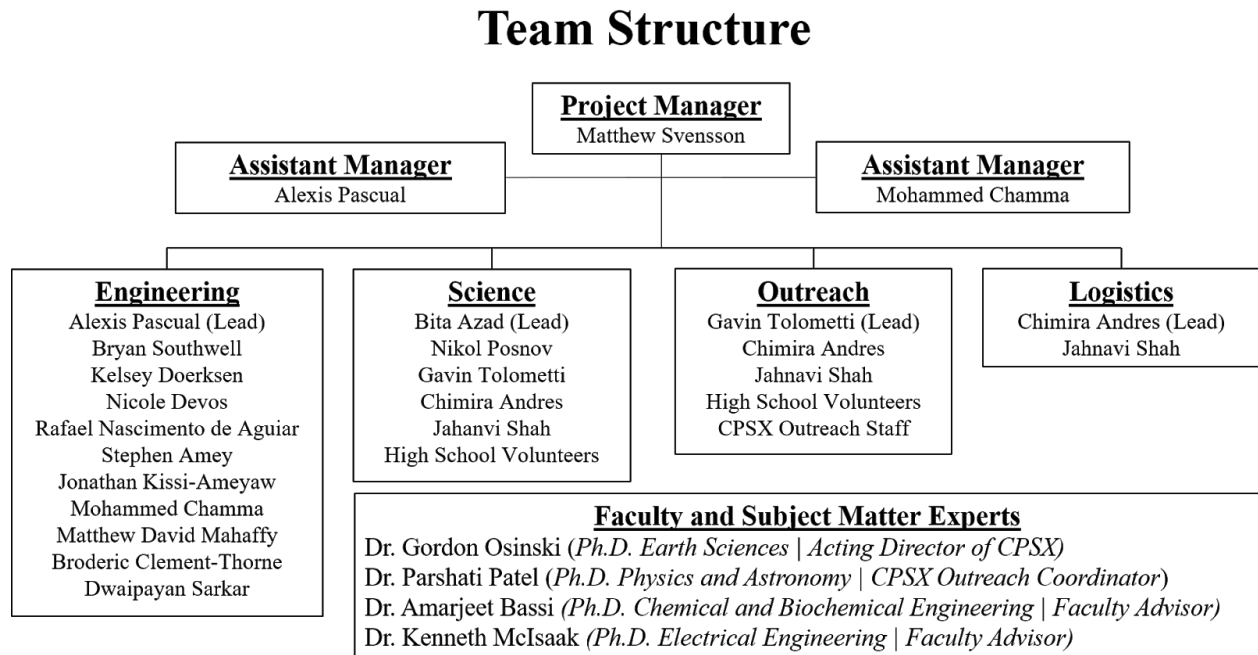 Team Structure
Project Manager
Matthew Svensson
Assistant Manager
Alexis Pascual
Assistant Manager
Mohammed Chamma
Engineering
Alexis Pascual (Lead)
Bryan Southwell
Kelsey Doerksen
Nicole Devos
Rafael Nascimento de Aguiar
Stephen Amey
Jonathan Kissi-Ameyaw
Mohammed Chamma
Matthew David Mahaffy
Broderic Clement-Thorne
Dwaipayan Sarkar
Science
Bita Azad (Lead)
Nikol Posnov
Gavin Tolometti
Chimira Andres
Jahanvi Shah
High School Volunteers
Outreach
Gavin Tolometti (Lead)
Chimira Andres
Jahnavi Shah
High School Volunteers
CPSX Outreach Staff
Logistics
Chimira Andres (Lead)
Jahnavi Shah
Faculty and Subject Matter Experts
Dr. Gordon Osinski (Ph.D. Earth Sciences | Acting Director of CPSX)
Dr. Parshati Patel (Ph.D. Physics and Astronomy | CPSX Outreach Coordinator)
Dr. Amarjeet Bassi (Ph.D. Chemical and Biochemical Engineering | Faculty Advisor)
Dr. Kenneth McIsaak (Ph.D. Electrical Engineering | Faculty Advisor)